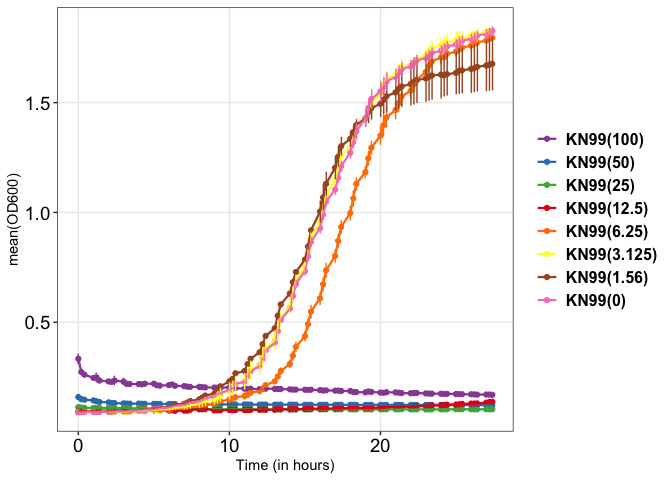 1.5
1.0
0.5
mean(OD600)
0
10
20
Time (in hours)
KN99(100)
KN99(50)
KN99(25)
KN99(12.5)
KN99(6.25)
KN99(3.125)
KN99(1.56)
KN99(0)